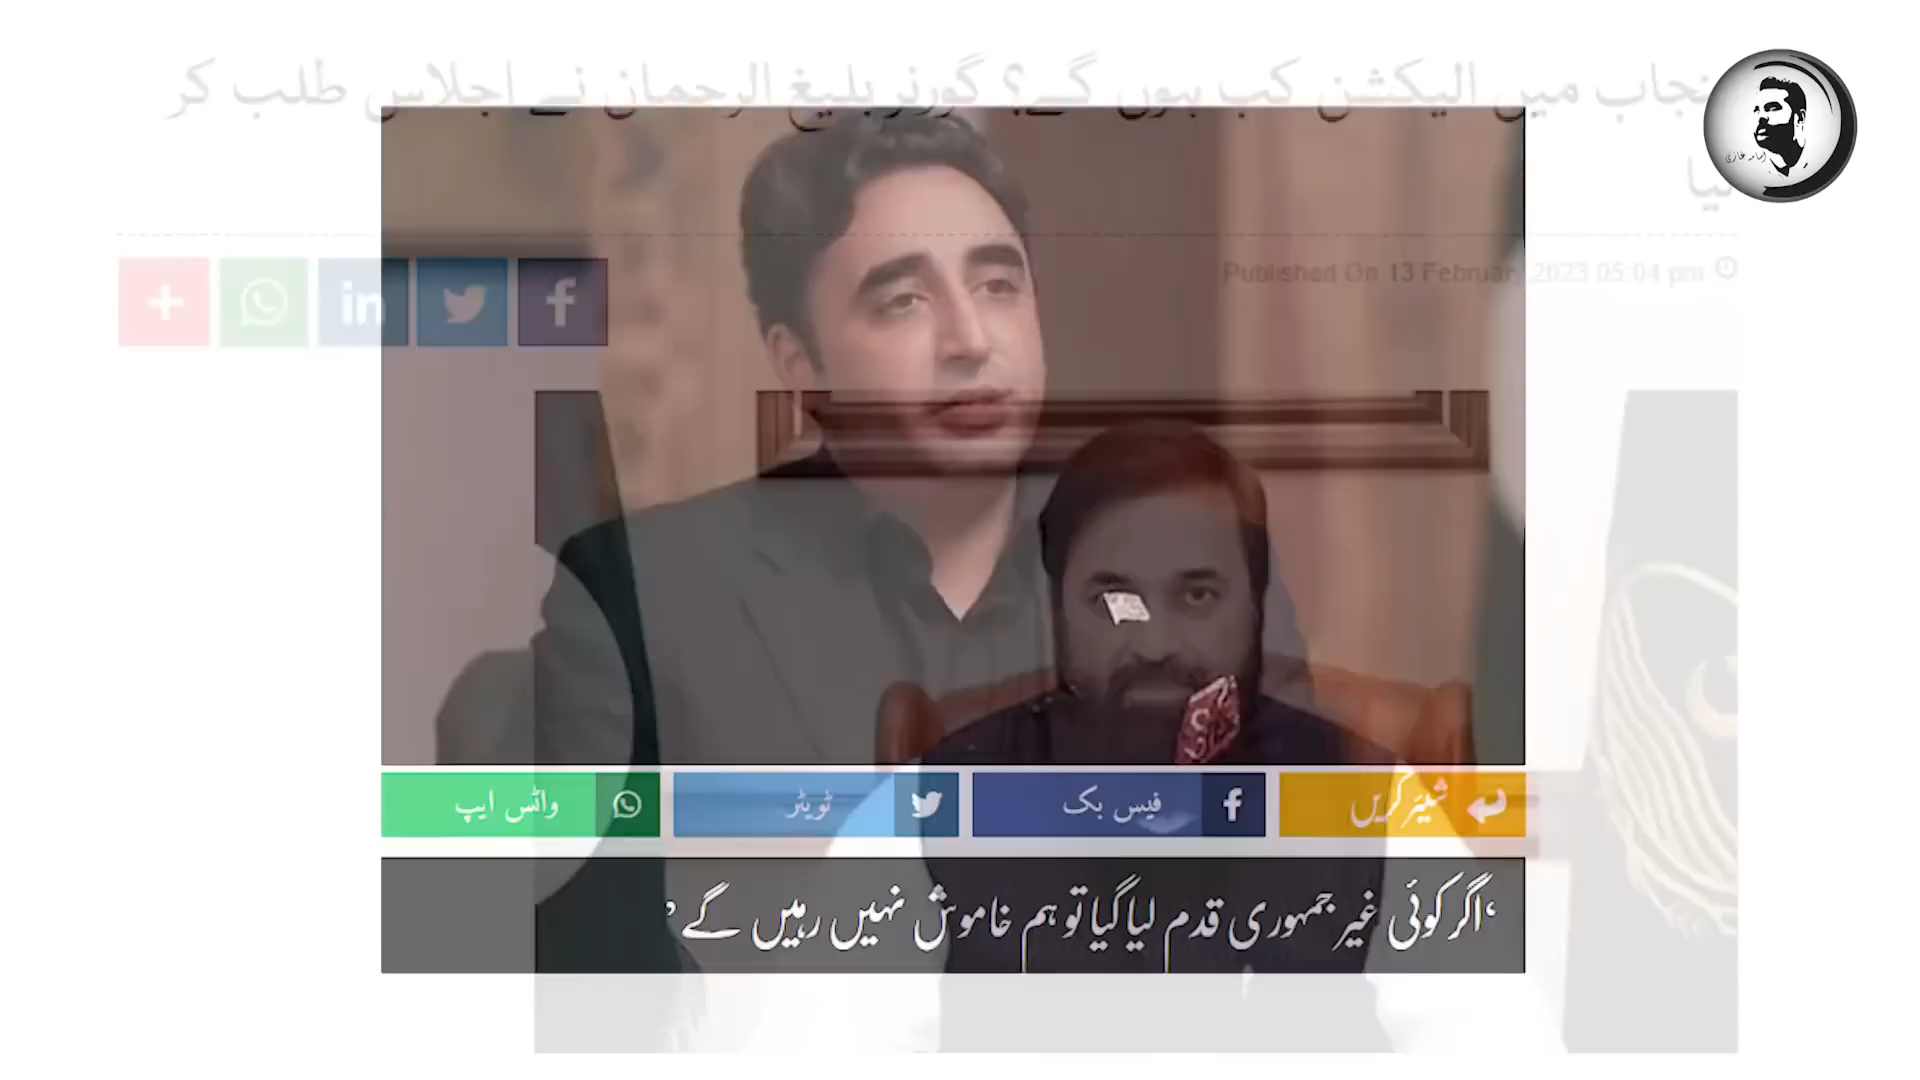 پنجاب میں الیکشن کب ہوں گے؟ گورنر بلیغ الرحمان نے اجلاس طلب کر
لیا
Published On 13 February 2023 05:04 pm
in
f
شیئر کریں
فیس بک
ٹویٹر
واٹس ایپ
‘اگر کوئی غیر جمہوری قدم لیا گیا تو ہم خاموش نہیں رہیں گے’